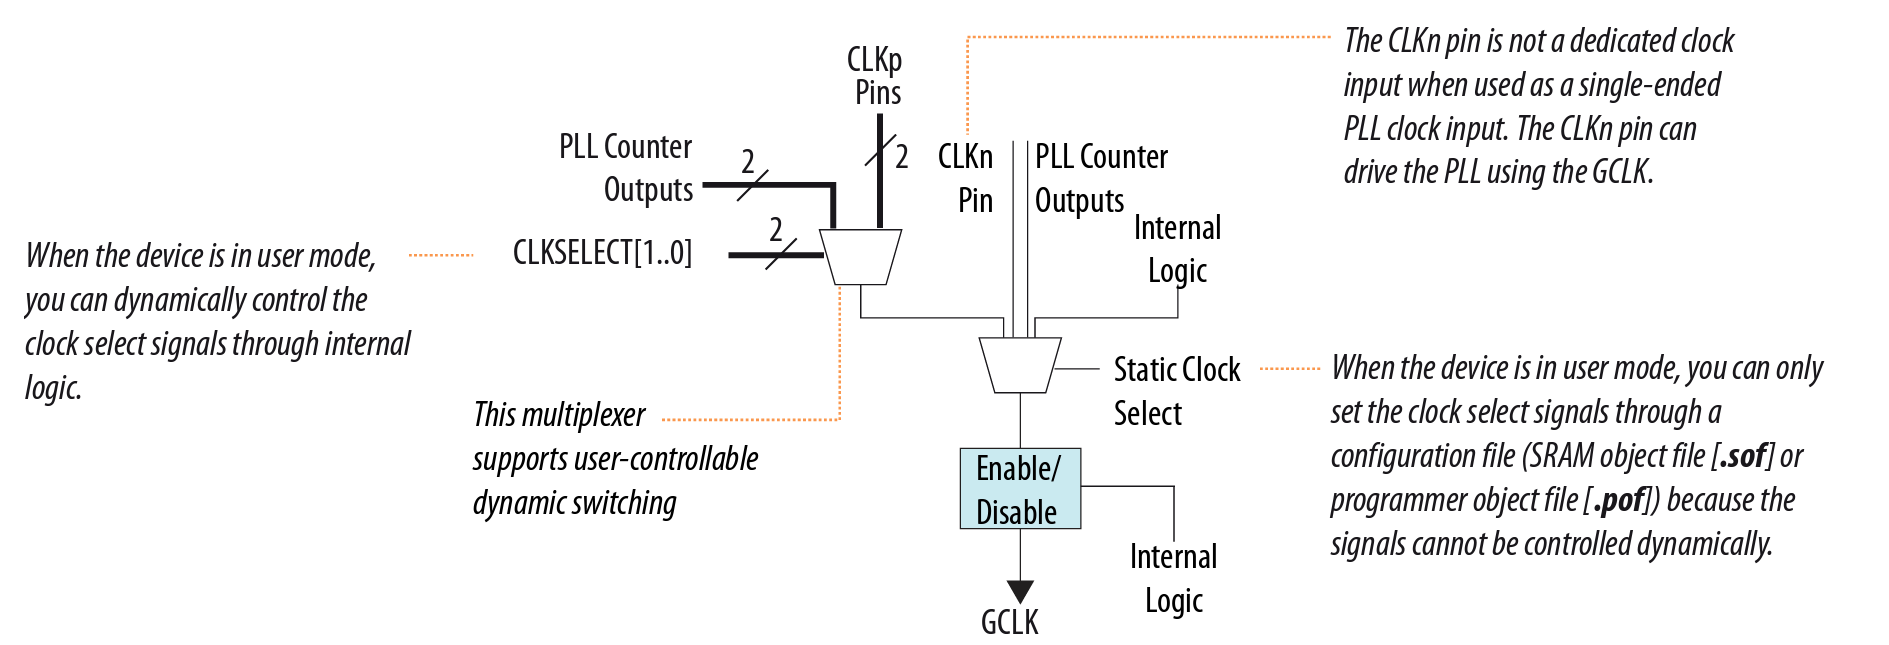 CLKp
Pins
PLL Counter
Outputs
2
2
CLKn
Pin
PLL Counter
Outputs
The CLKn pin is not a dedicated clock
input when used as a single-ended
PLL clock input. The CLKn pin can
drive the PLL using the GCLK.
Internal
Logic
When the device is in user mode,
you can dynamically control the
clock select signals through internal
logic.
CLKSELECT[1..0]
2
This multiplexer
supports user-controllable
dynamic switching
Static Clock
Select
When the device is in user mode, you can only
set the clock select signals through a
configuration file (SRAM object file [.sof] or
programmer object file [.pof]) because the
signals cannot be controlled dynamically.
Enable/
Disable
Internal
Logic
GCLK